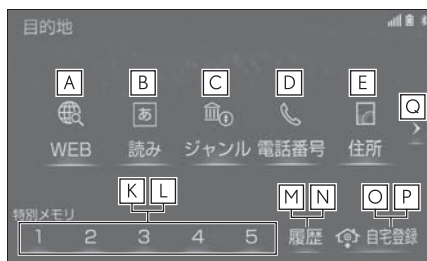 目的地
A B C D E
あ
Q
WEB 読み ジャンル 電話番号 住所
K L M N O P
特別メモリ
1 2 3 4 5 履歴 自宅登録